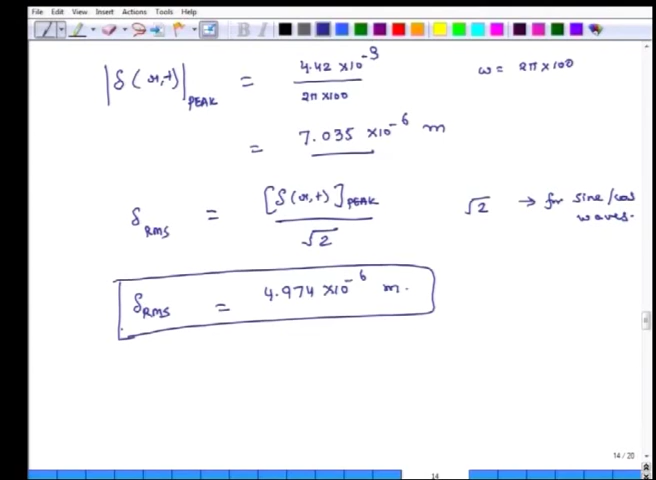 File Edit View Insert Actions Tools Help
|δ(r,t)|PEAK = 4.42 ×10⁻³ / 2π×100    ω = 2π×100
= 7.035 ×10⁻⁶ m
δRMS = [δ(r,t)]PEAK / √2    √2 → for sine/cos waves.
δRMS = 4.974 ×10⁻⁶ m.
14 / 20
14